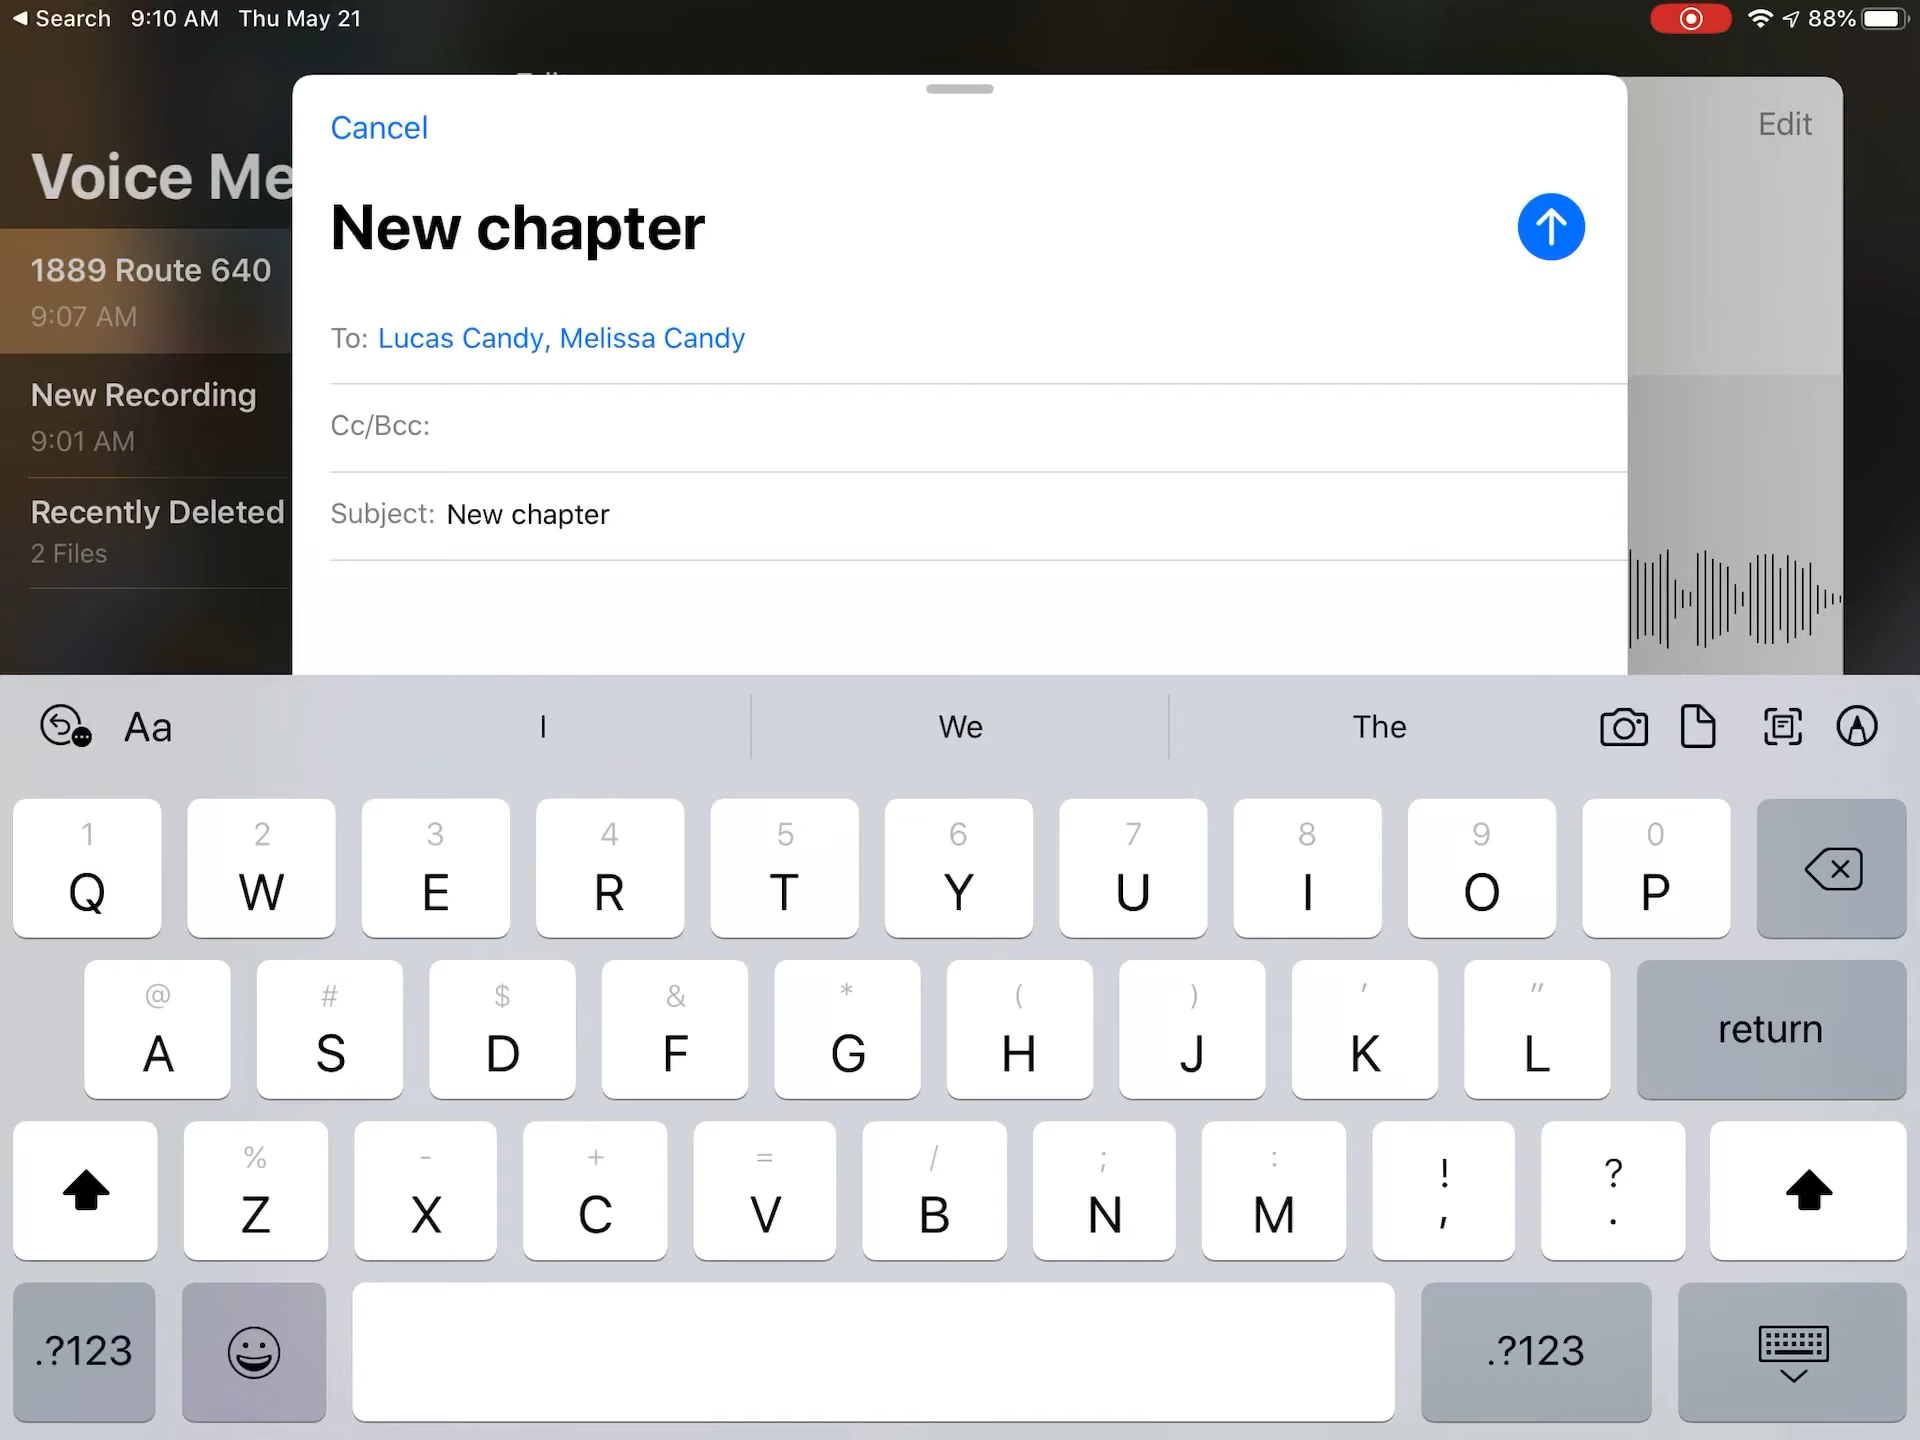 Search 9:10 AM Thu May 21
88%
Edit
Cancel
Voice Me
New chapter
1889 Route 640
9:07 AM
To: Lucas Candy, Melissa Candy
New Recording
9:01 AM
Cc/Bcc:
Recently Deleted
2 Files
Subject: New chapter
Aa I We The
1 2 3 4 5 6 7 8 9 0
Q W E R T Y U I O P
@ # $ & * ( ) ' "
A S D F G H J K L return
% - + = / ; : ! ?
Z X C V B N M , .
.?123 .?123